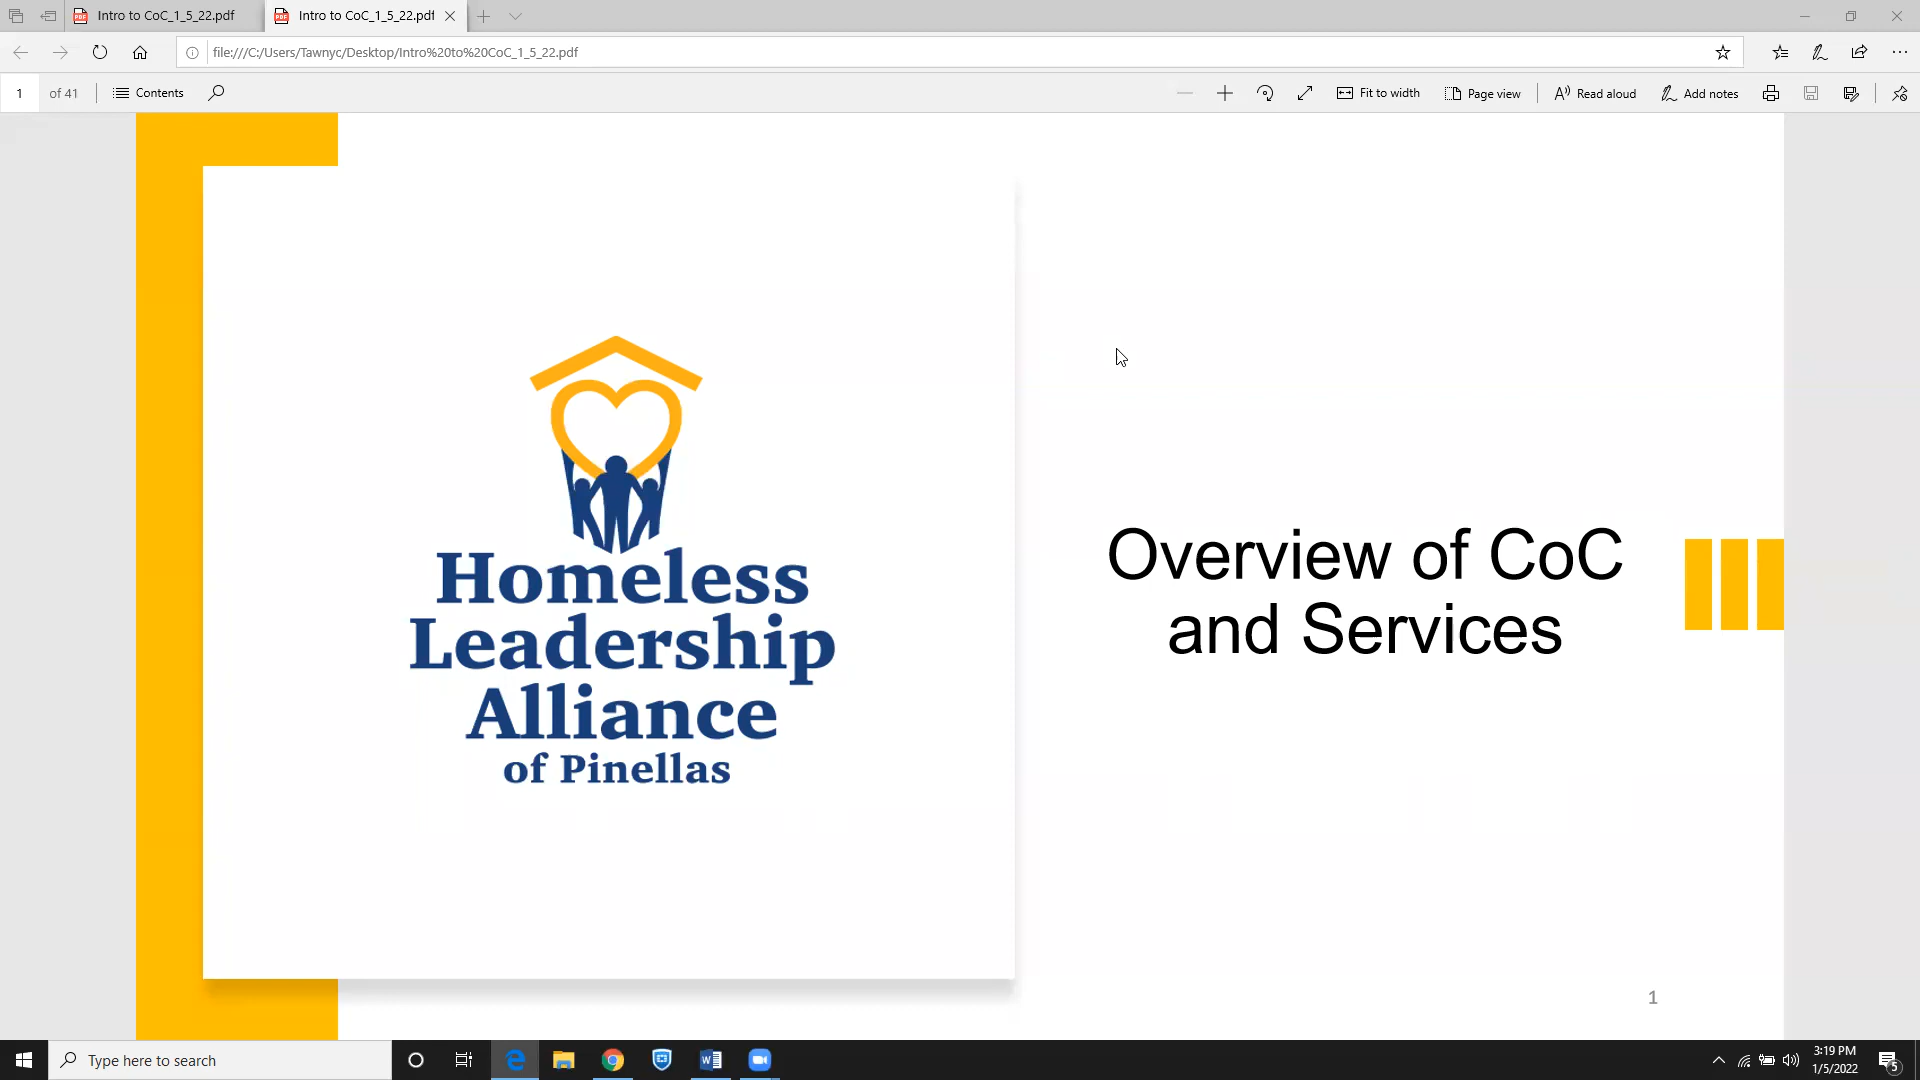 Intro to CoC_1_5_22.pdf
Intro to CoC_1_5_22.pdf
file:///C:/Users/Tawnyc/Desktop/Intro%20to%20CoC_1_5_22.pdf
1 of 41 Contents Fit to width Page view Read aloud Add notes
Homeless
Leadership
Alliance
of Pinellas
Overview of CoC
and Services
1
Type here to search
3:19 PM
1/5/2022
5